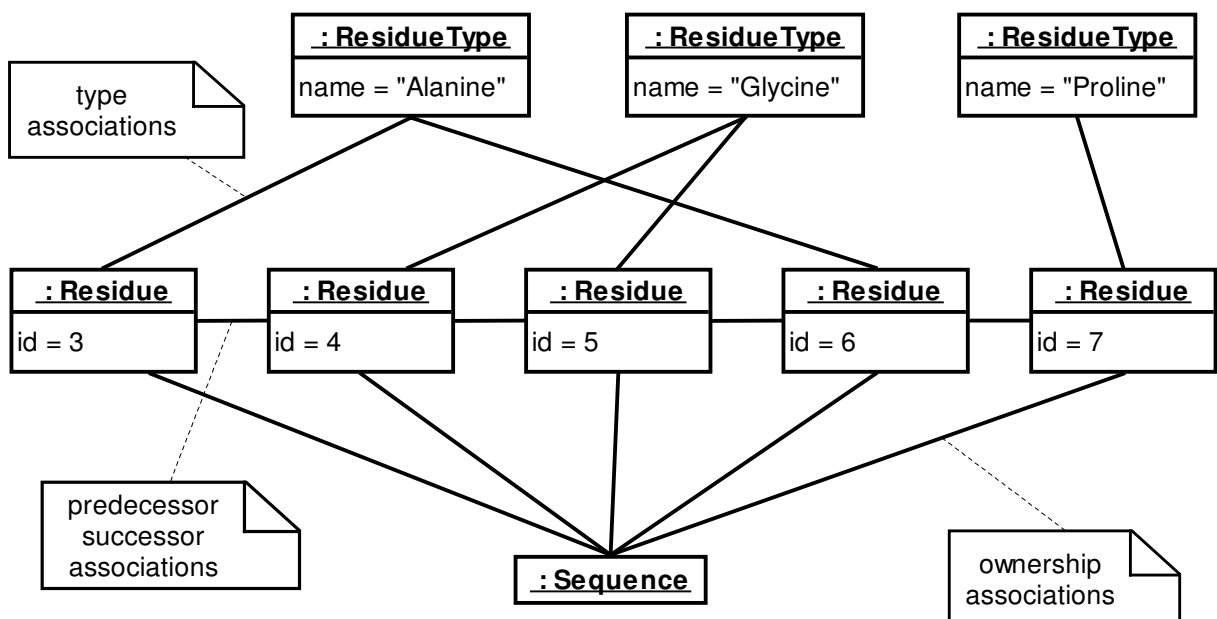 : ResidueType
name = "Alanine"
: ResidueType
name = "Glycine"
: ResidueType
name = "Proline"
type
associations
: Residue
id = 3
: Residue
id = 4
: Residue
id = 5
: Residue
id = 6
: Residue
id = 7
predecessor
successor
associations
: Sequence
ownership
associations